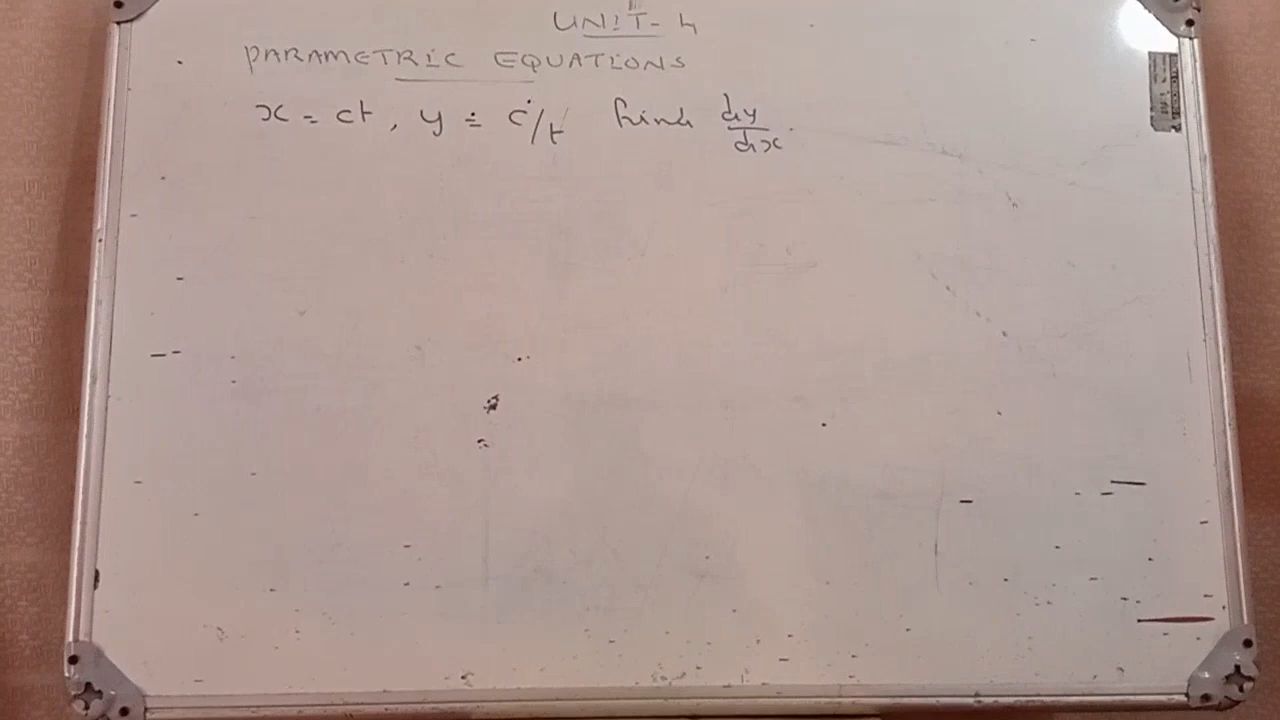 UNIT-4
PARAMETRIC EQUATIONS
x = ct, y = c/t find dy/dx.